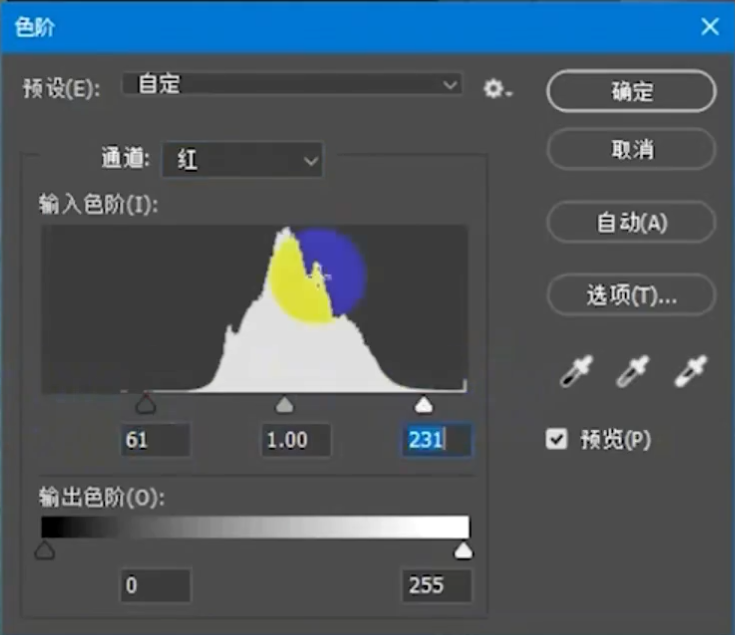 色阶
预设(E): 自定
确定
取消
通道: 红
自动(A)
输入色阶(I):
选项(T)...
61 1.00 231
预览(P)
输出色阶(O):
0 255